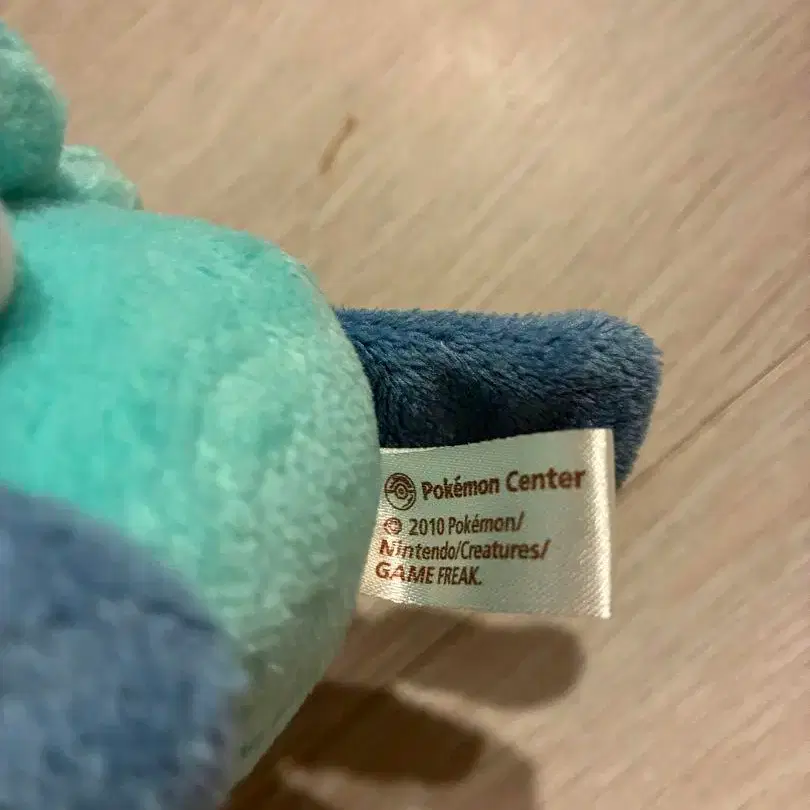 Pokémon Center
© 2010 Pokémon/
Nintendo/Creatures/
GAME FREAK.